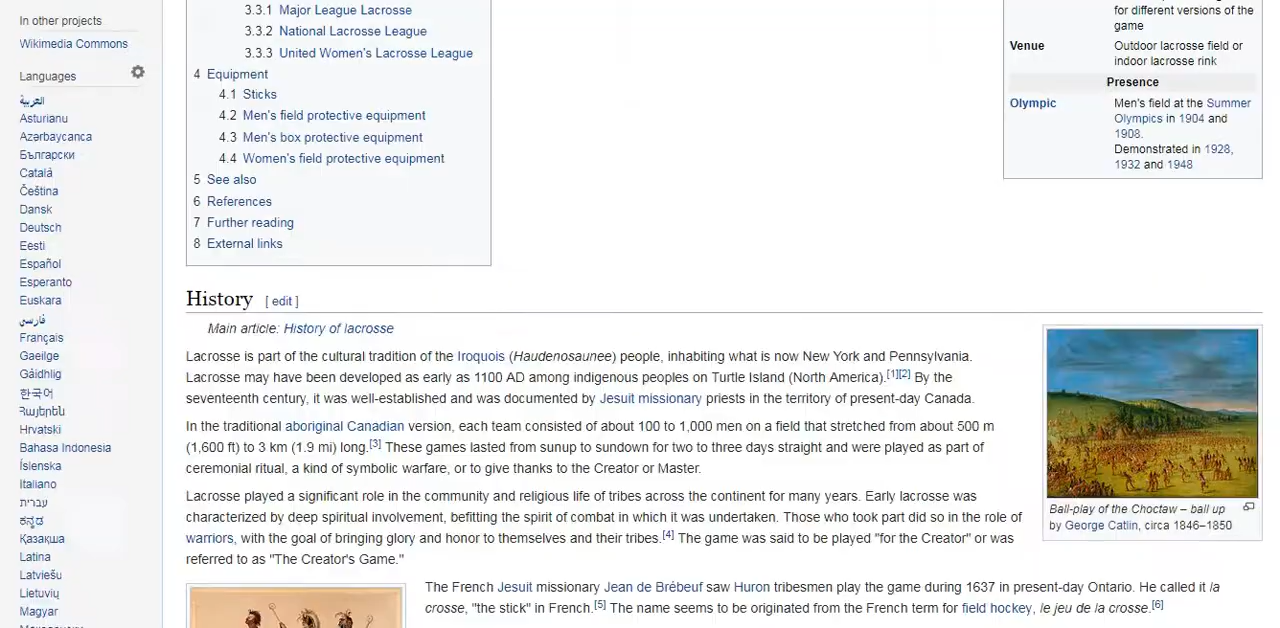 In other projects
Wikimedia Commons
Languages
العربية
Asturianu
Azərbaycanca
Български
Català
Čeština
Dansk
Deutsch
Eesti
Español
Esperanto
Euskara
فارسی
Français
Gaeilge
Gàidhlig
한국어
Հայերեն
Hrvatski
Bahasa Indonesia
Íslenska
Italiano
עברית
ಕನ್ನಡ
Қазақша
Latina
Latviešu
Lietuvių
Magyar
3.3.1 Major League Lacrosse
3.3.2 National Lacrosse League
3.3.3 United Women's Lacrosse League
4 Equipment
4.1 Sticks
4.2 Men's field protective equipment
4.3 Men's box protective equipment
4.4 Women's field protective equipment
5 See also
6 References
7 Further reading
8 External links
for different versions of the
game
Venue Outdoor lacrosse field or
indoor lacrosse rink
Presence
Olympic Men's field at the Summer
Olympics in 1904 and
1908.
Demonstrated in 1928,
1932 and 1948
History [ edit ]
Main article: History of lacrosse
Lacrosse is part of the cultural tradition of the Iroquois (Haudenosaunee) people, inhabiting what is now New York and Pennsylvania.
Lacrosse may have been developed as early as 1100 AD among indigenous peoples on Turtle Island (North America).[1][2] By the
seventeenth century, it was well-established and was documented by Jesuit missionary priests in the territory of present-day Canada.
In the traditional aboriginal Canadian version, each team consisted of about 100 to 1,000 men on a field that stretched from about 500 m
(1,600 ft) to 3 km (1.9 mi) long.[3] These games lasted from sunup to sundown for two to three days straight and were played as part of
ceremonial ritual, a kind of symbolic warfare, or to give thanks to the Creator or Master.
Lacrosse played a significant role in the community and religious life of tribes across the continent for many years. Early lacrosse was
characterized by deep spiritual involvement, befitting the spirit of combat in which it was undertaken. Those who took part did so in the role of
warriors, with the goal of bringing glory and honor to themselves and their tribes.[4] The game was said to be played "for the Creator" or was
referred to as "The Creator's Game."
Ball-play of the Choctaw – ball up
by George Catlin, circa 1846–1850
The French Jesuit missionary Jean de Brébeuf saw Huron tribesmen play the game during 1637 in present-day Ontario. He called it la
crosse, "the stick" in French.[5] The name seems to be originated from the French term for field hockey, le jeu de la crosse.[6]